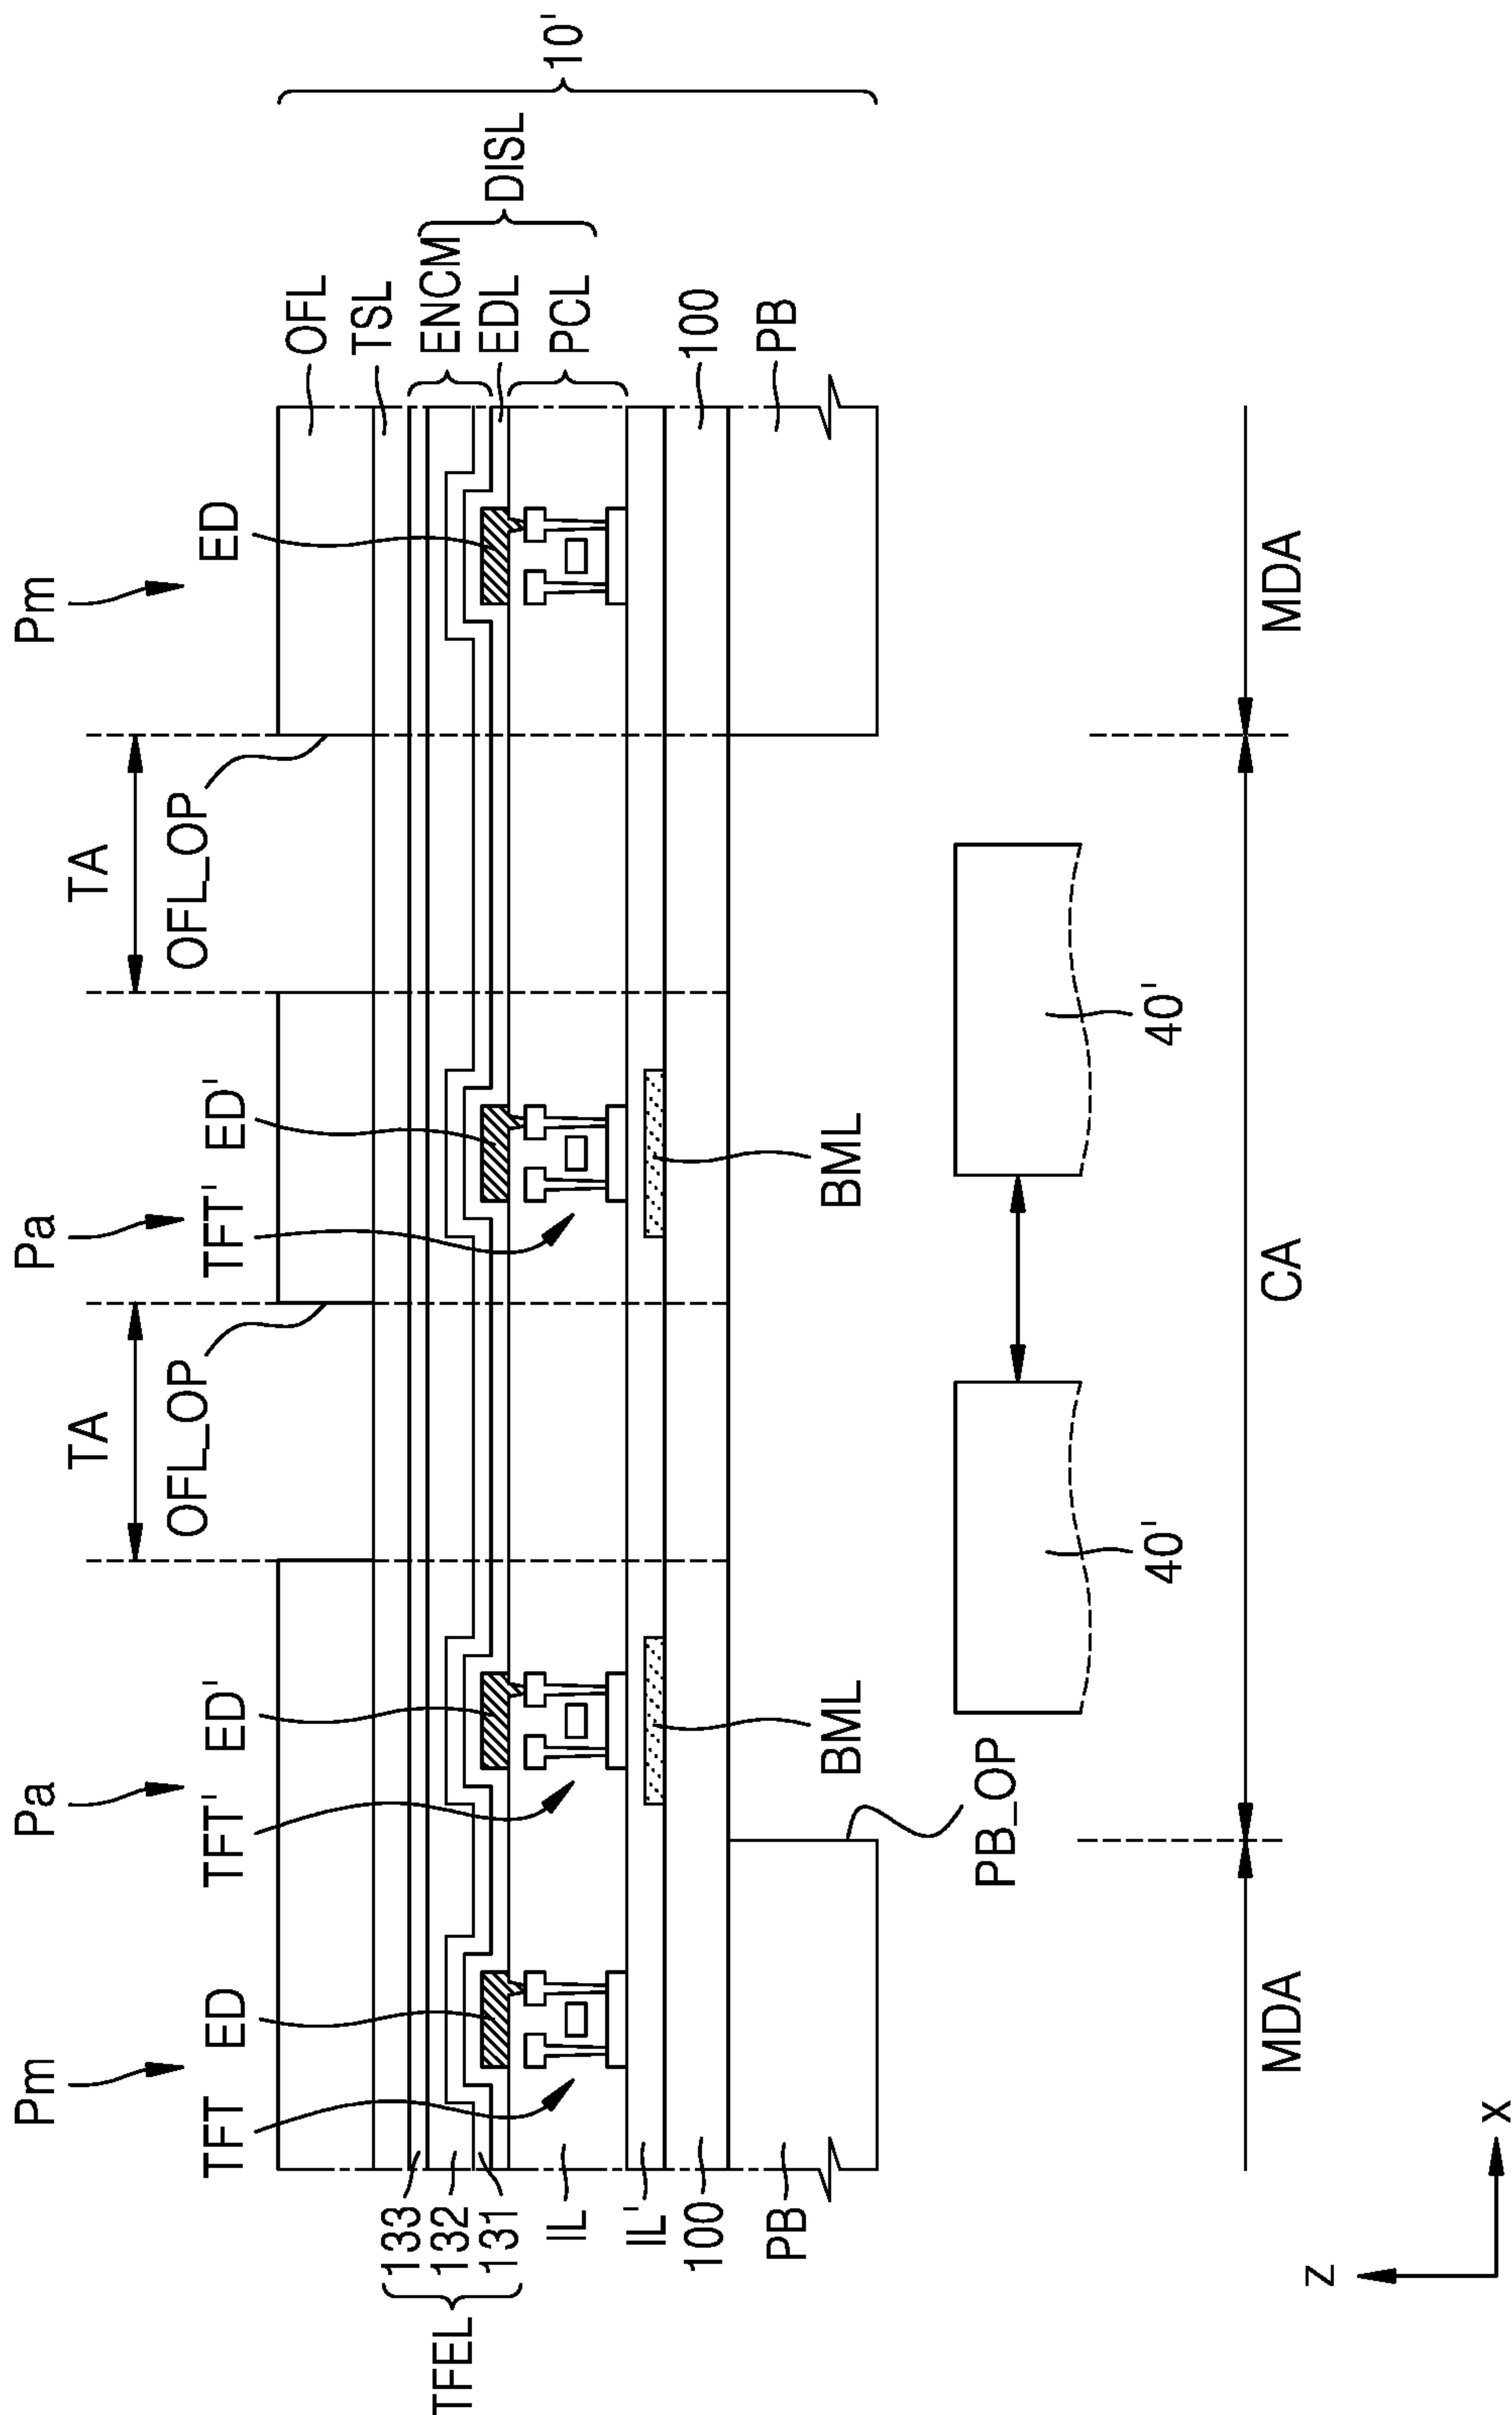 Pm
Pa
Pa
Pm
TA
TA
OFL_OP
OFL_OP
TFT
ED
TFT'
ED'
TFT'
ED'
ED
OFL
TSL
133
132
131
TFEL
ENCM
EDL
PCL
DISL
10'
IL
IL'
100
100
PB
PB
BML
BML
PB_OP
40'
40'
MDA
CA
MDA
z
x